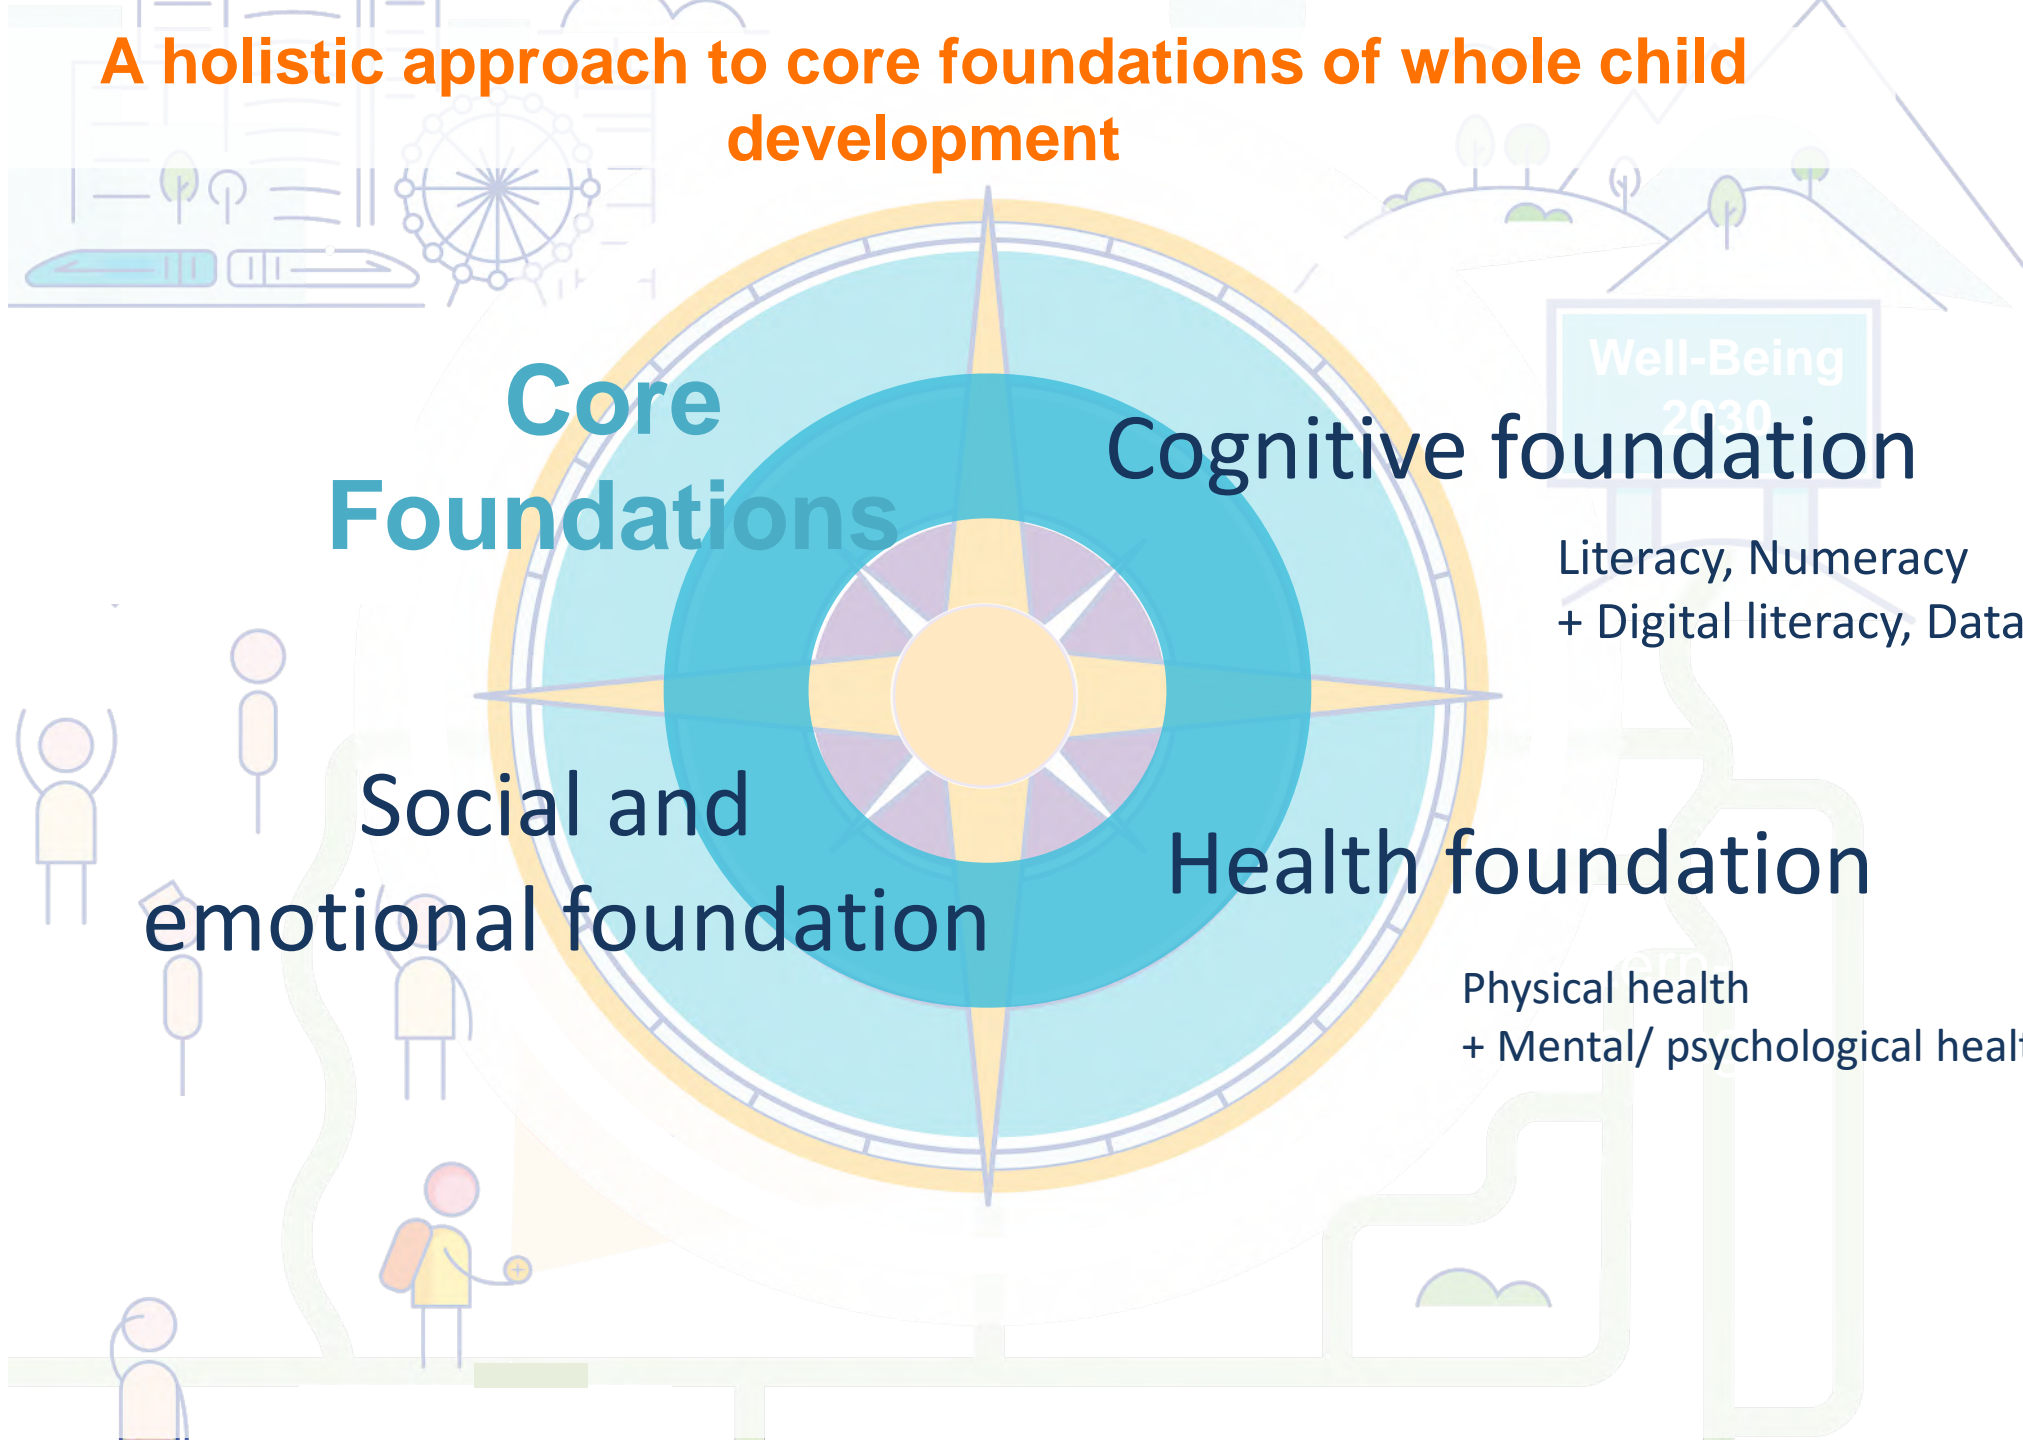 A holistic approach to core foundations of whole child
development
Well-Being
2030
Core
Foundations
Cognitive foundation
Literacy, Numeracy
+ Digital literacy, Data
Social and
emotional foundation
Health foundation
Physical health
+ Mental/ psychological